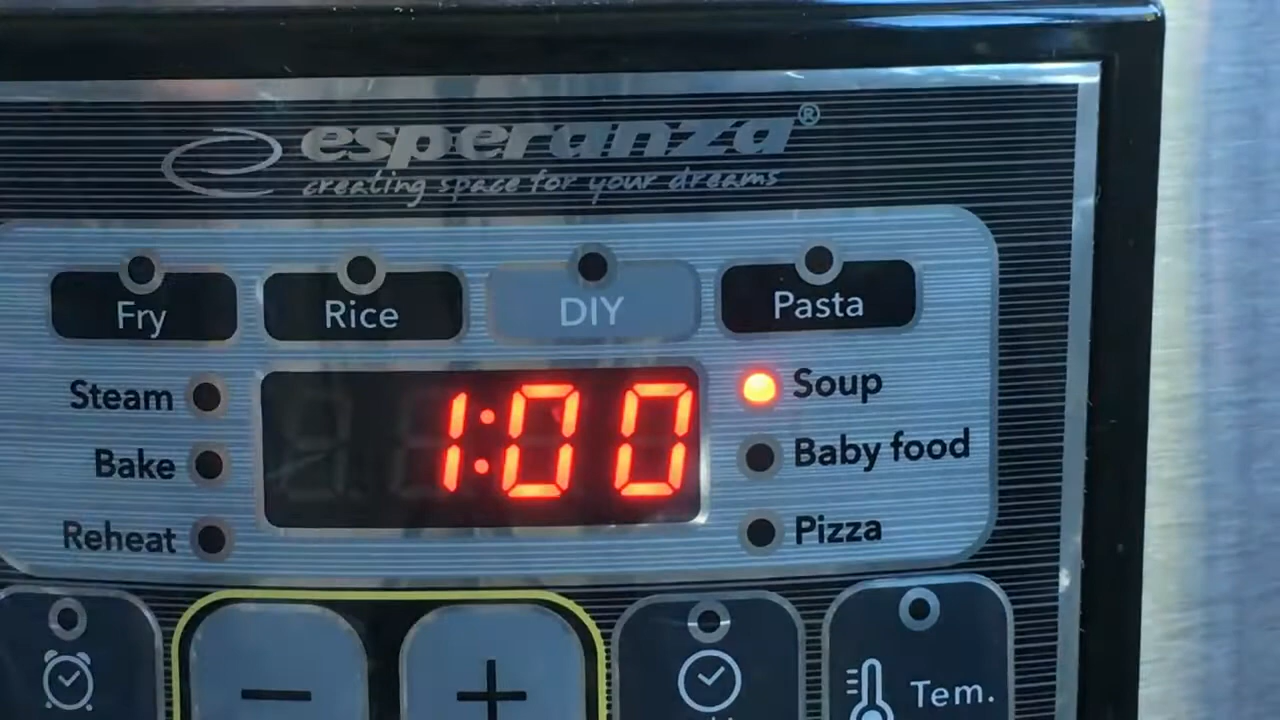 esperanza®
creating space for your dreams
Fry
Rice
DIY
Pasta
Steam
Soup
1:00
Bake
Baby food
Reheat
Pizza
−
+
Tem.